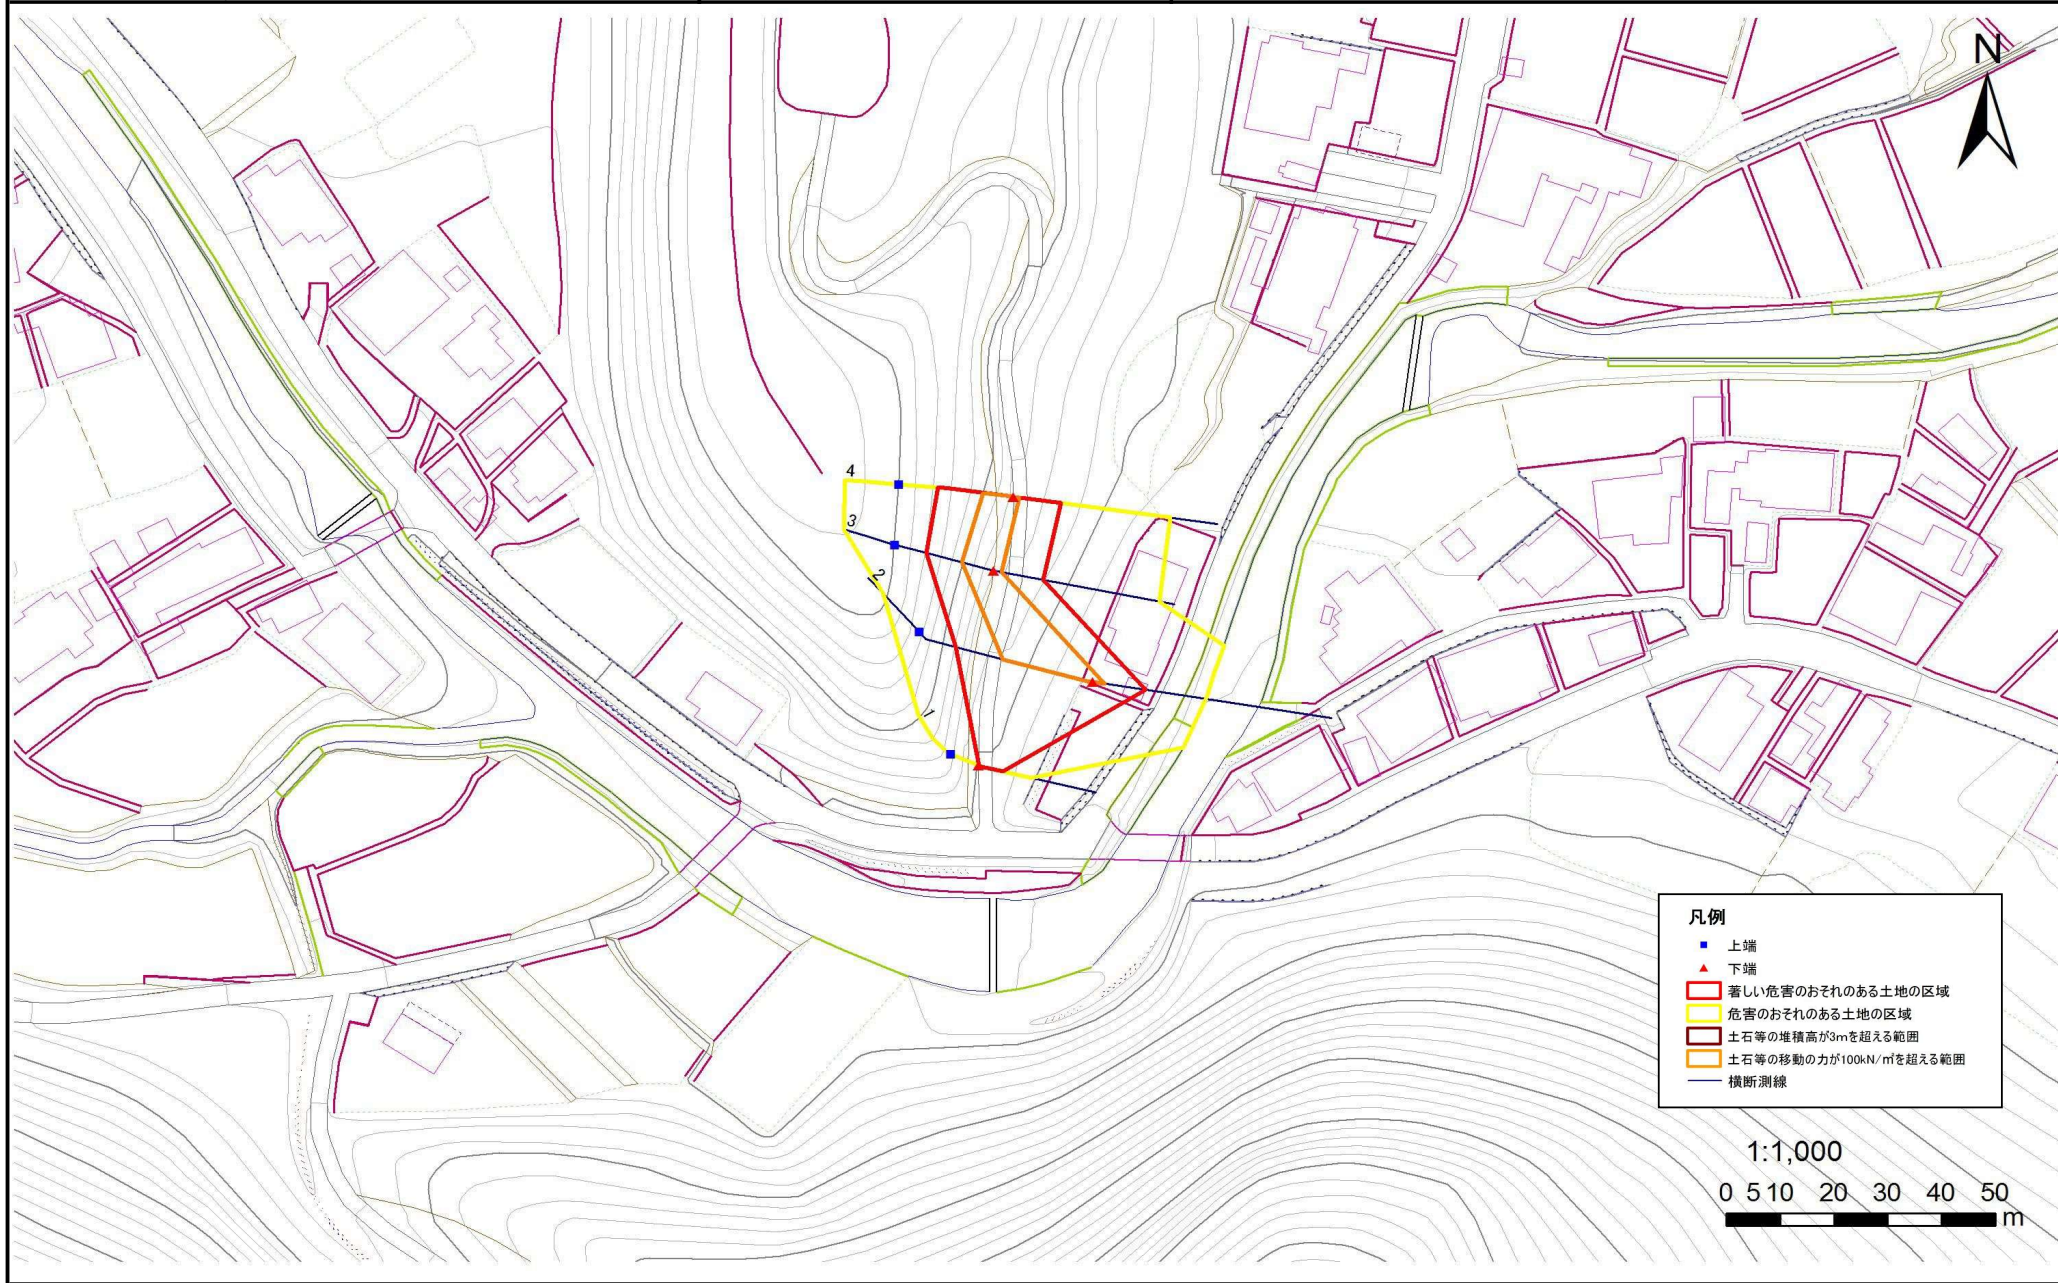 N
4
3
2
1
凡例
上端
下端
著しい危害のおそれのある土地の区域
危害のおそれのある土地の区域
土石等の堆積高が3mを超える範囲
土石等の移動の力が100kN/㎡を超える範囲
横断測線
1:1,000
0 5 10 20 30 40 50
m